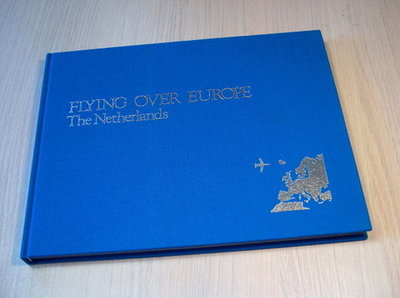 FLYING OVER EUROPE
The Netherlands